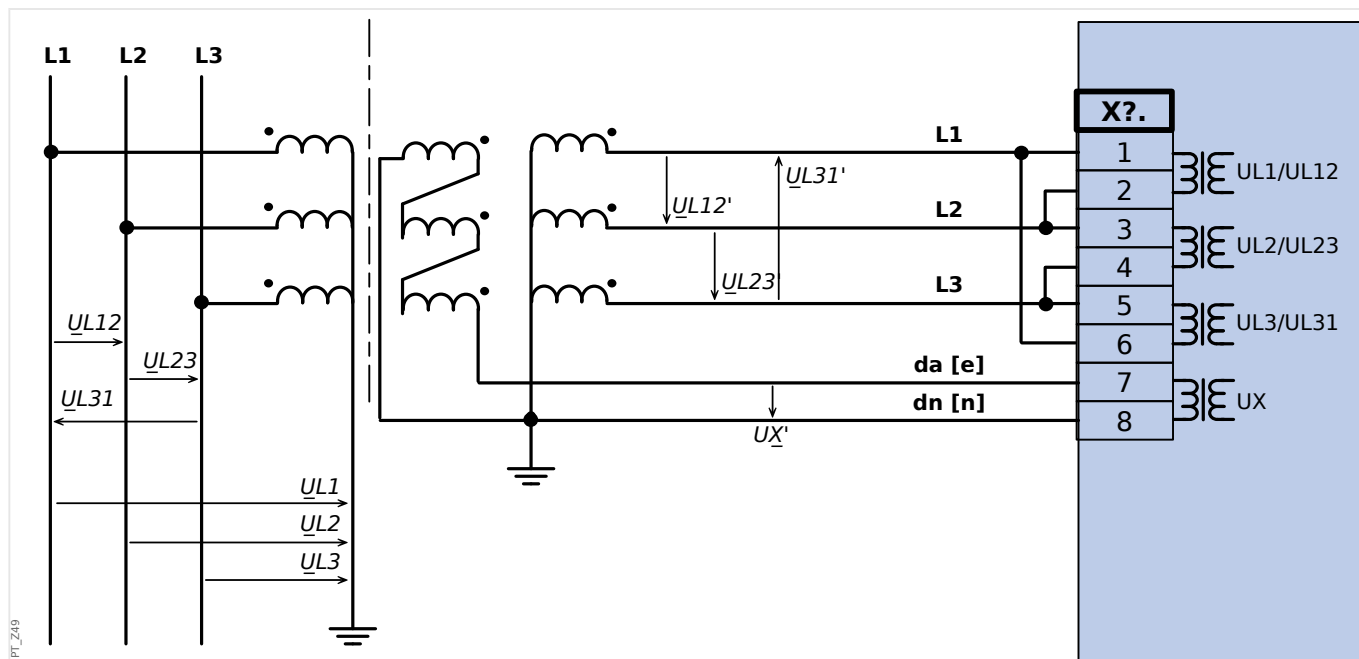 L1 L2 L3
X?.
L1
1
UL31'
UL1/UL12
2
UL12'
L2
3
UL2/UL23
4
UL23'
L3
5
UL12
UL3/UL31
6
UL23
da [e]
7
UL31
dn [n]
UX
8
UX'
UL1
UL2
UL3
PT_Z49